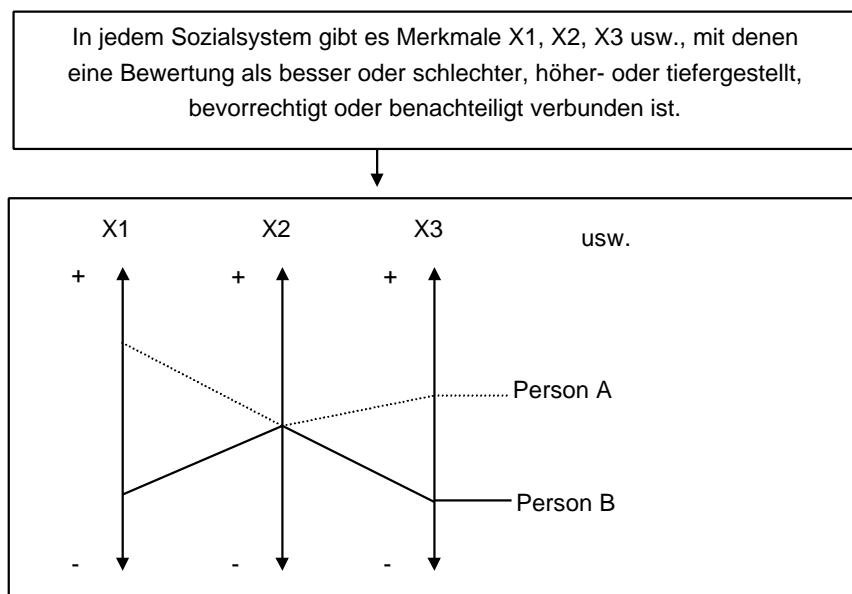 In jedem Sozialsystem gibt es Merkmale X1, X2, X3 usw., mit denen
eine Bewertung als besser oder schlechter, höher- oder tiefergestellt,
bevorrechtigt oder benachteiligt verbunden ist.
X1 X2 X3 usw.
+ + +
Person A
Person B
- - -